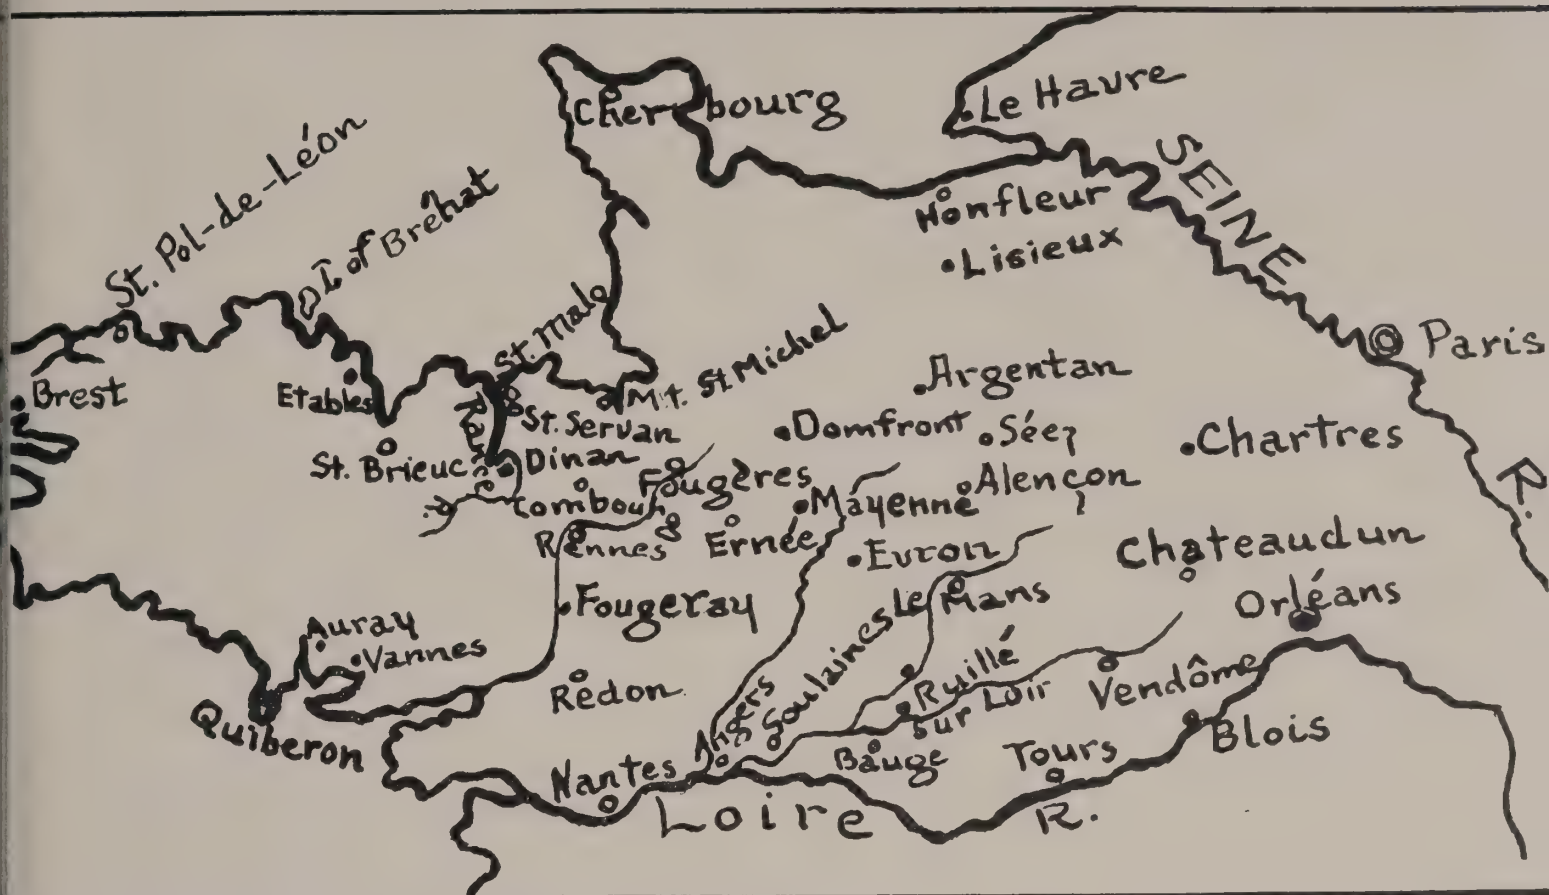 Le Havre
Cherbourg
SEINE R.
St. Pol-de-Léon
I of Bréhat
Honfleur
Lisieux
St. Malo
Paris
Mt. St Michel
Brest
Etables
Argentan
St. Servan
Domfront
Séez
Chartres
St. Brieuc
Dinan
Fougères
Alençon
Combourg
Mayenne
Rennes
Ernée
Evron
Chateaudun
Le Mans
Orléans
Fougeray
Auray
Vannes
Soulaines
Ruillé
sur Loir
Redon
Vendôme
Quiberon
Angers
Blois
Nantes
Bauge
Tours
Loire R.